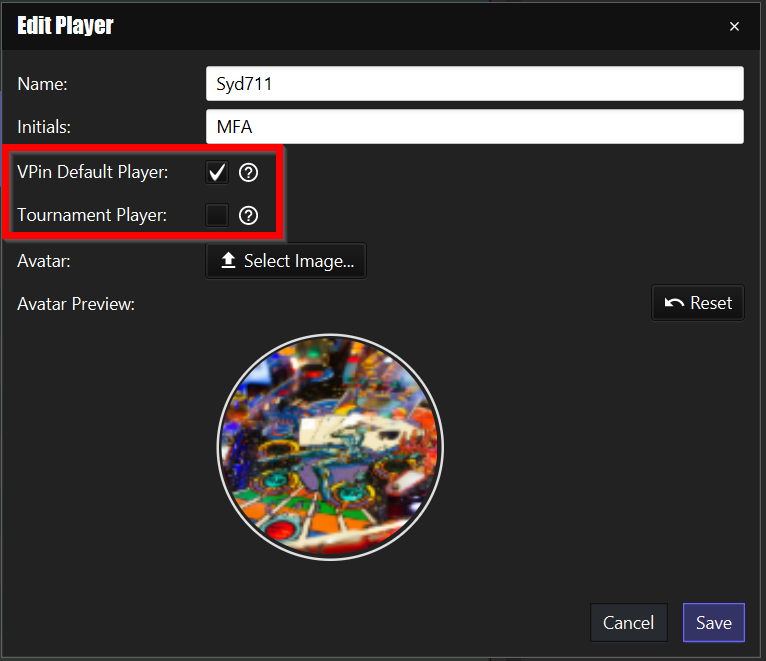 Edit Player
Name: Syd711
Initials: MFA
VPin Default Player:
Tournament Player:
Avatar: Select Image...
Avatar Preview: Reset
Cancel Save